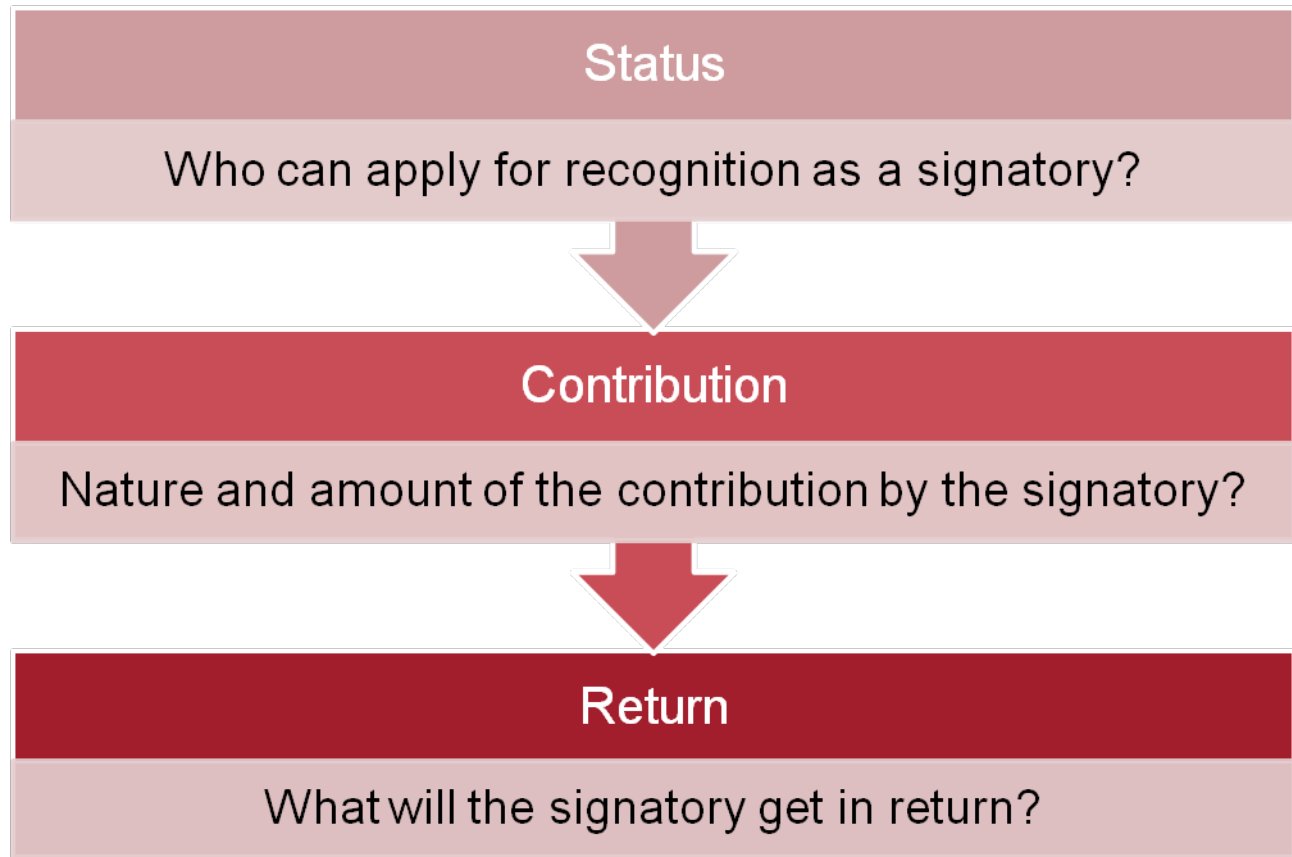 Status
Who can apply for recognition as a signatory?
Contribution
Nature and amount of the contribution by the signatory?
Return
What will the signatory get in return?